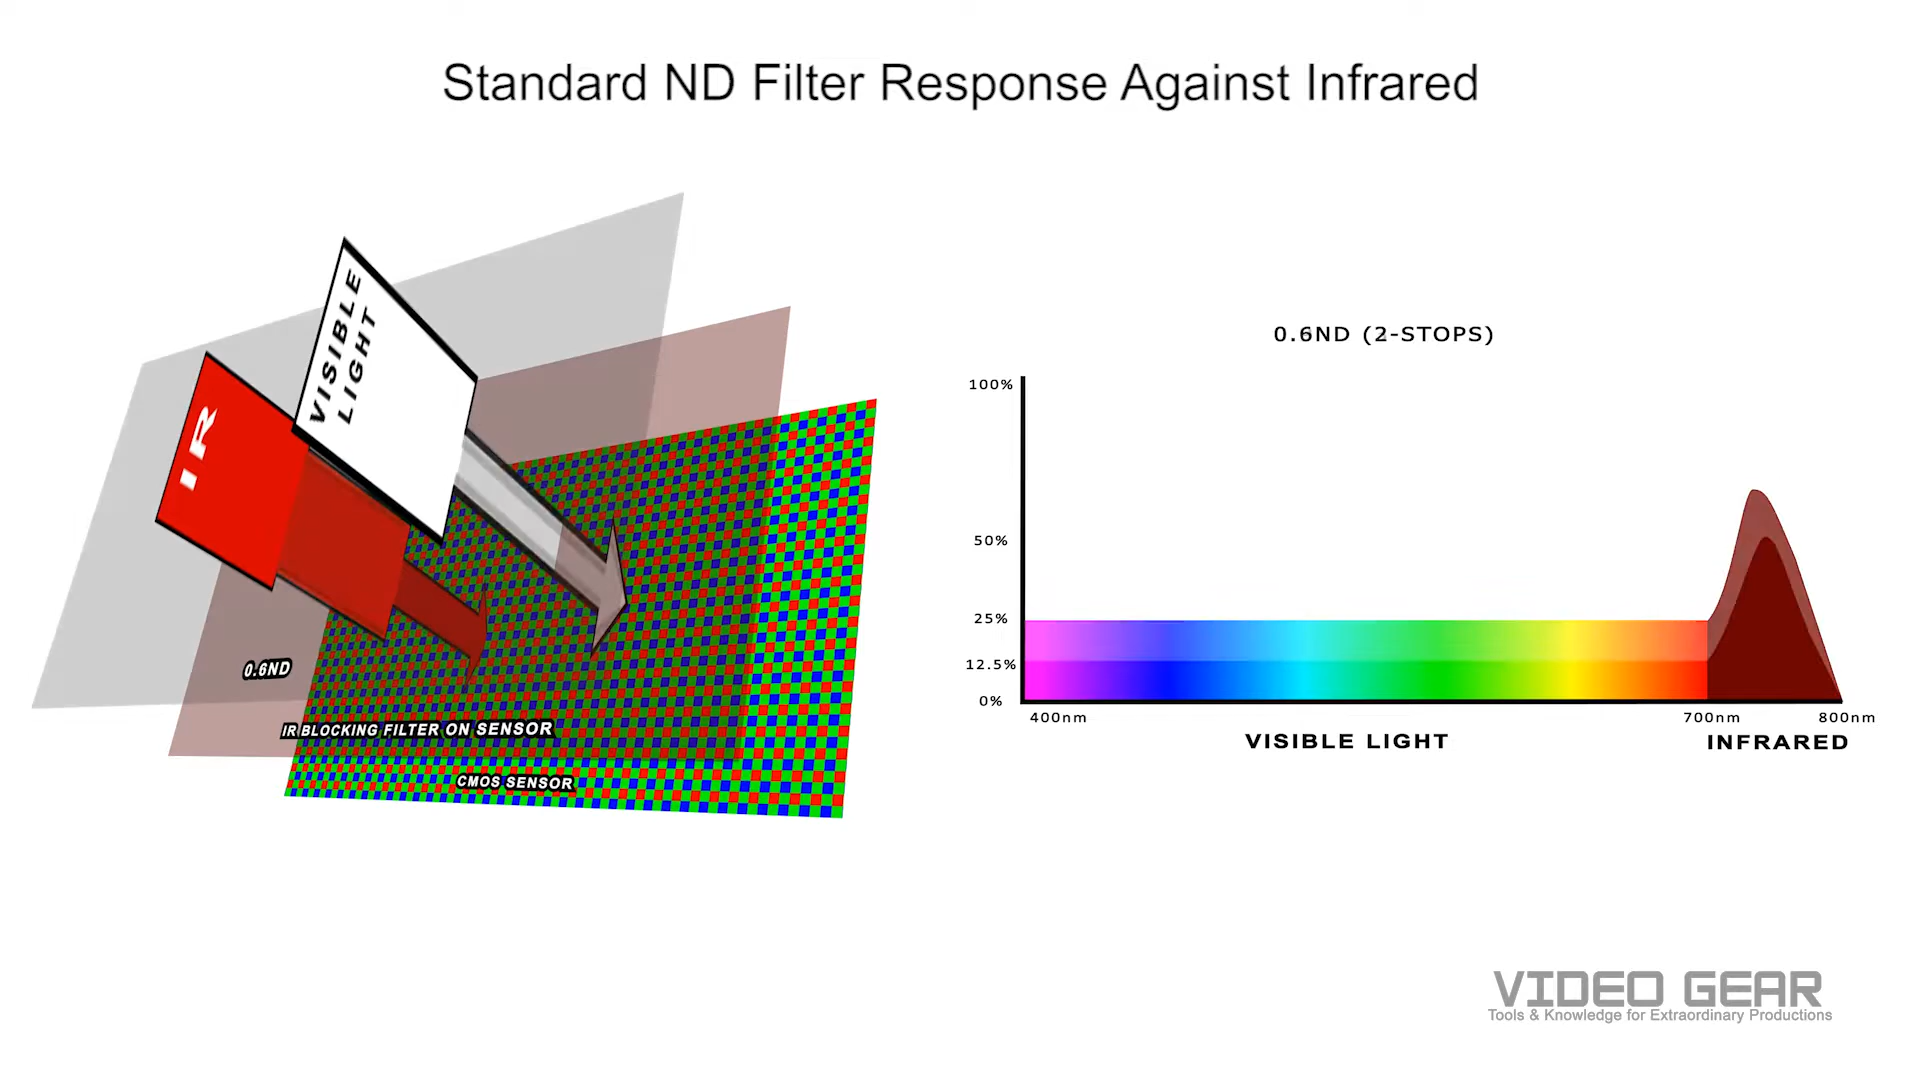 Standard ND Filter Response Against Infrared
VISIBLE
LIGHT
IR
0.6ND
IR BLOCKING FILTER ON SENSOR
CMOS SENSOR
0.6ND (2-STOPS)
100%
50%
25%
12.5%
0%
400nm
700nm
800nm
VISIBLE LIGHT
INFRARED
VIDEO GEAR
Tools & Knowledge for Extraordinary Productions